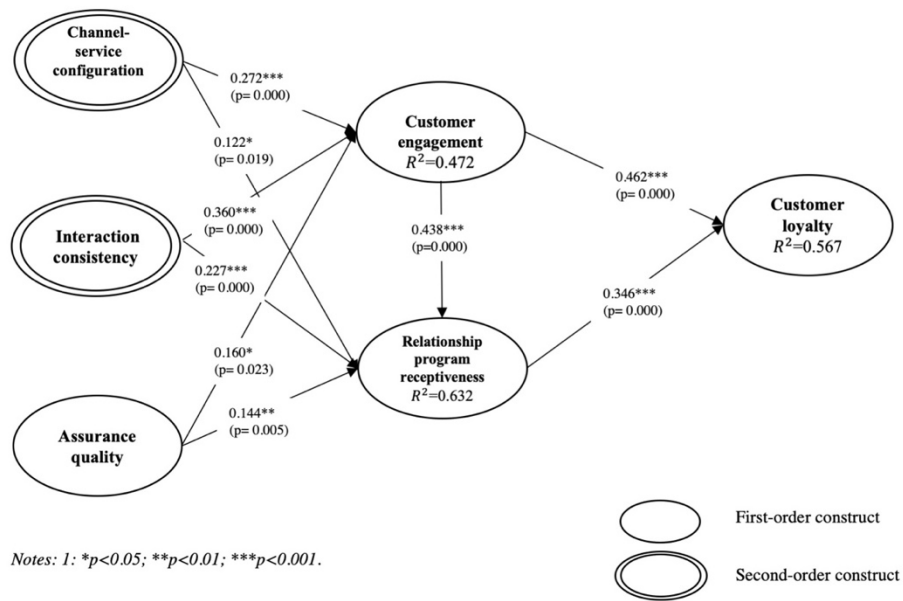 Channel-
service
configuration
0.272***
(p= 0.000)
0.122*
(p= 0.019)
Customer
engagement
R²=0.472
0.462***
(p= 0.000)
Interaction
consistency
0.360***
(p= 0.000)
0.227***
(p= 0.000)
0.438***
(p=0.000)
Customer
loyalty
R²=0.567
0.346***
(p= 0.000)
Relationship
program
receptiveness
R²=0.632
0.160*
(p= 0.023)
0.144**
(p= 0.005)
Assurance
quality
First-order construct
Second-order construct
Notes: 1: *p<0.05; **p<0.01; ***p<0.001.